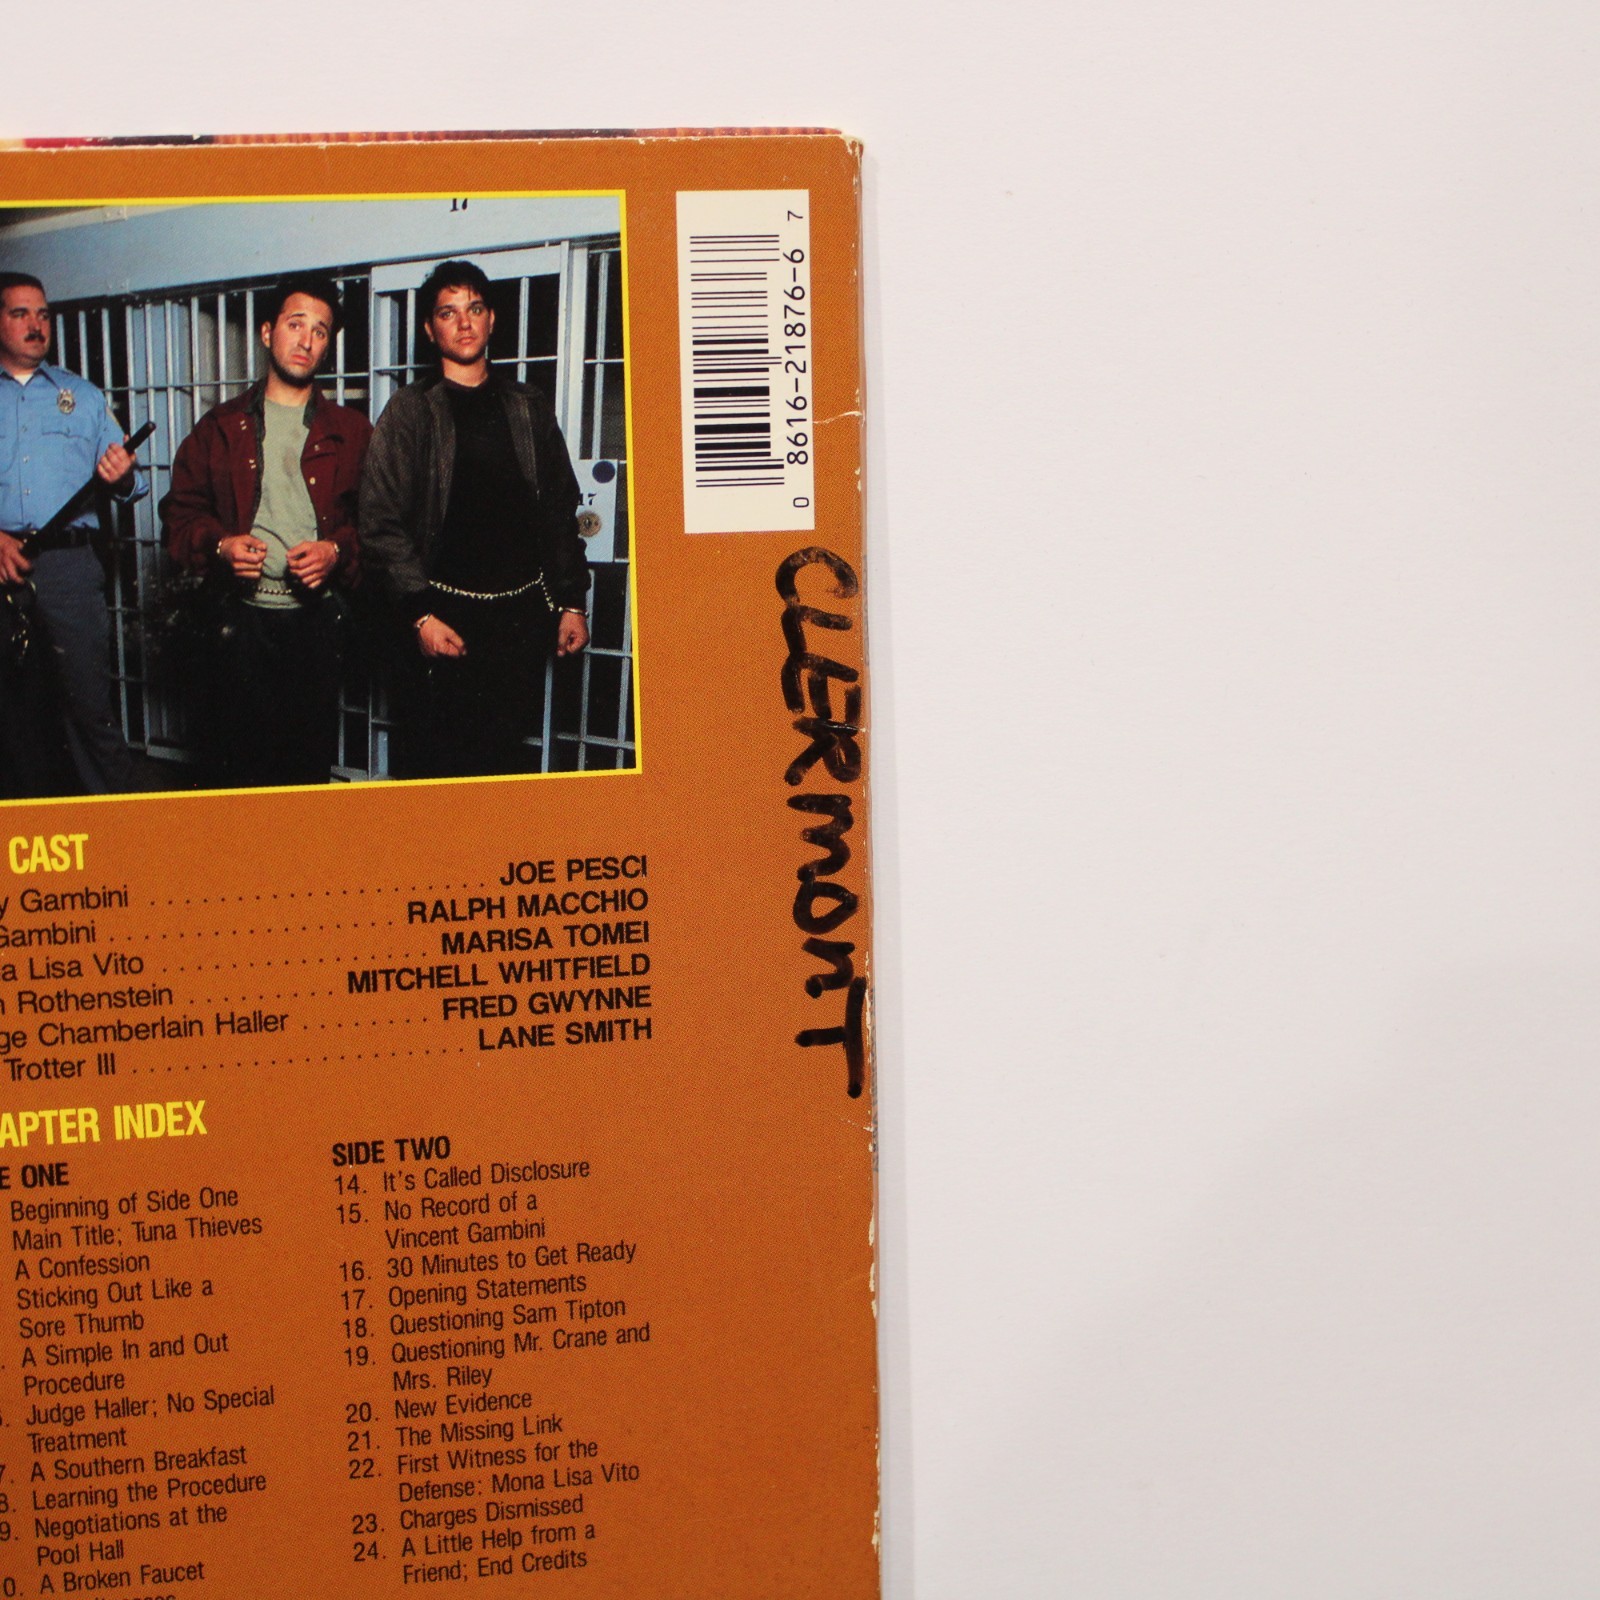 17
17
7
0 86616-21876-6 7
CLERMONT
CAST
y Gambini . . . . . . . . . . . . . . . . . . . . . JOE PESCI
Gambini . . . . . . . . . . . . . . . . . RALPH MACCHIO
a Lisa Vito . . . . . . . . . . . . . . . . MARISA TOMEI
n Rothenstein . . . . . . . . . MITCHELL WHITFIELD
ge Chamberlain Haller . . . . . . . . FRED GWYNNE
Trotter III . . . . . . . . . . . . . . . . . . . . LANE SMITH
APTER INDEX
E ONE
Beginning of Side One
Main Title; Tuna Thieves
A Confession
Sticking Out Like a
Sore Thumb
. A Simple In and Out
Procedure
. Judge Haller; No Special
Treatment
7. A Southern Breakfast
8. Learning the Procedure
9. Negotiations at the
Pool Hall
0. A Broken Faucet
SIDE TWO
14. It's Called Disclosure
15. No Record of a
Vincent Gambini
16. 30 Minutes to Get Ready
17. Opening Statements
18. Questioning Sam Tipton
19. Questioning Mr. Crane and
Mrs. Riley
20. New Evidence
21. The Missing Link
22. First Witness for the
Defense: Mona Lisa Vito
23. Charges Dismissed
24. A Little Help from a
Friend; End Credits